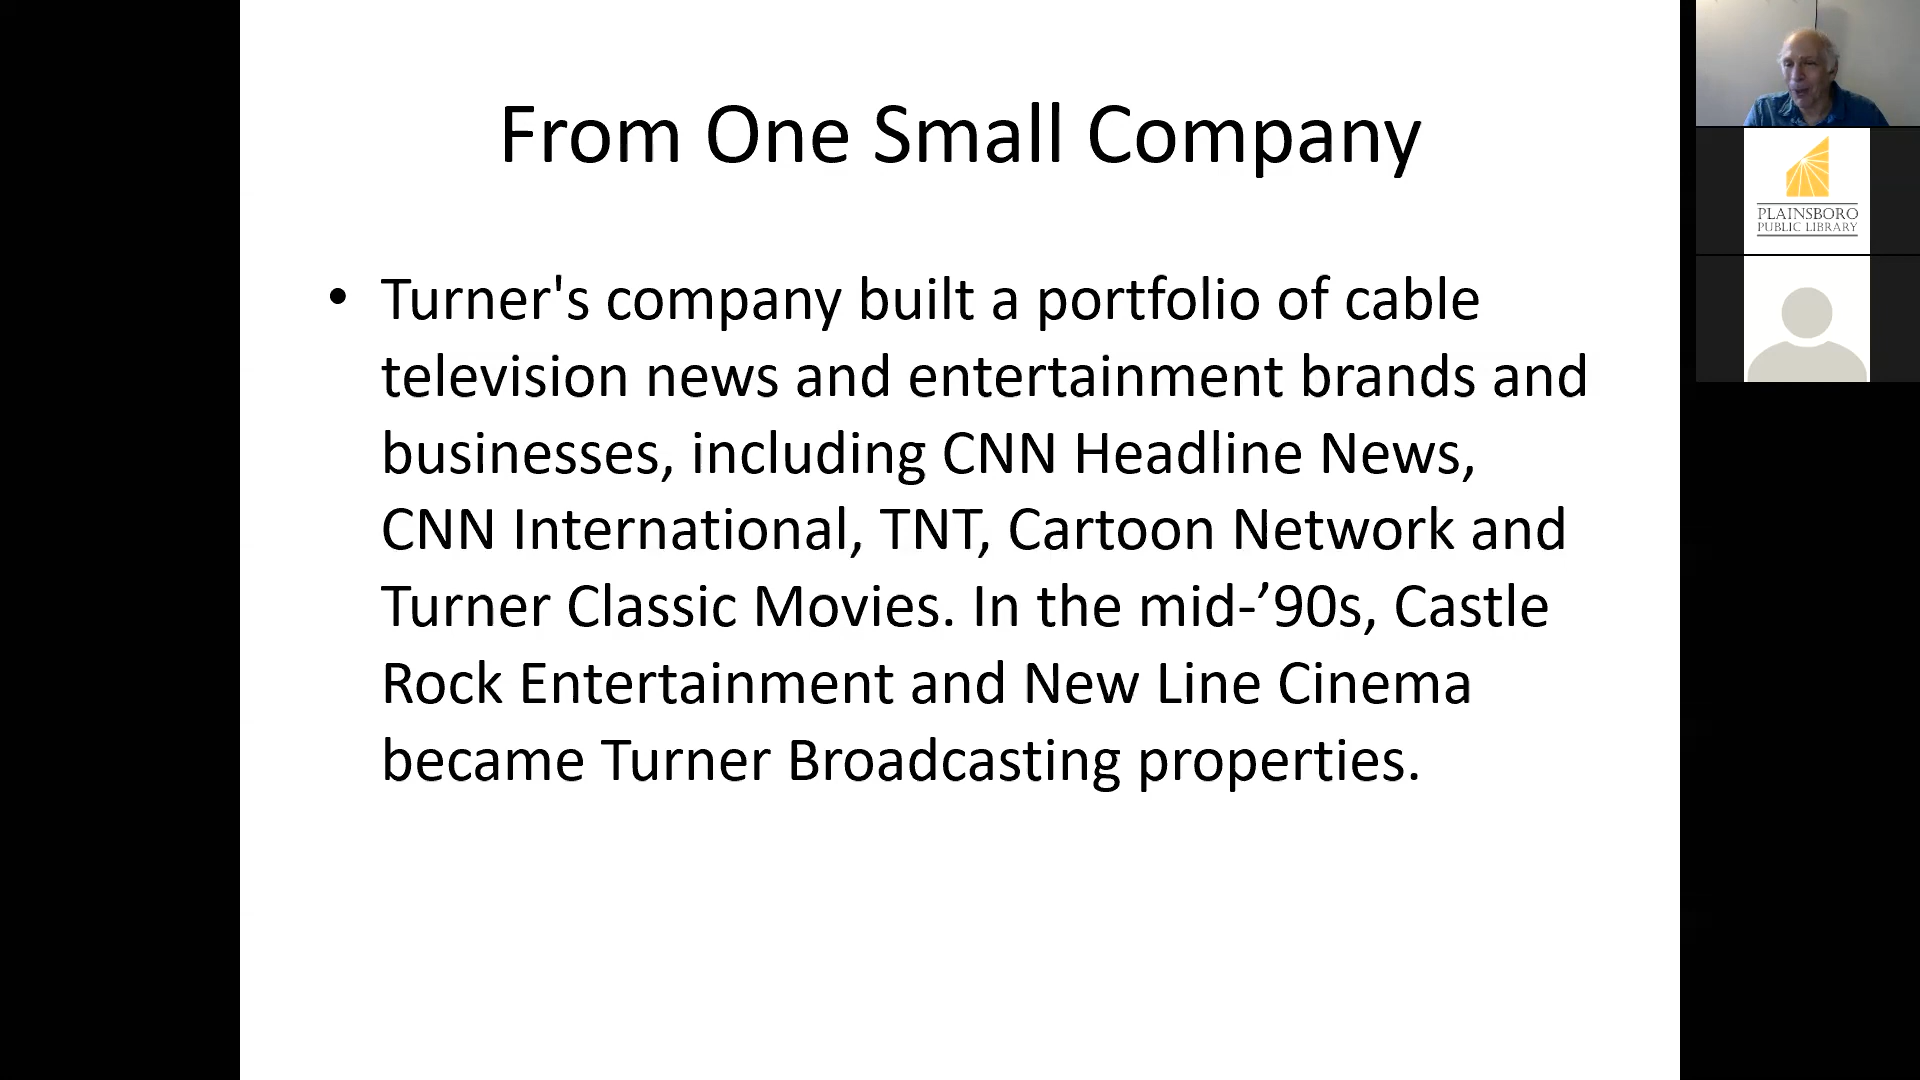 From One Small Company
• Turner's company built a portfolio of cable
television news and entertainment brands and
businesses, including CNN Headline News,
CNN International, TNT, Cartoon Network and
Turner Classic Movies. In the mid-’90s, Castle
Rock Entertainment and New Line Cinema
became Turner Broadcasting properties.
PLAINSBORO
PUBLIC LIBRARY